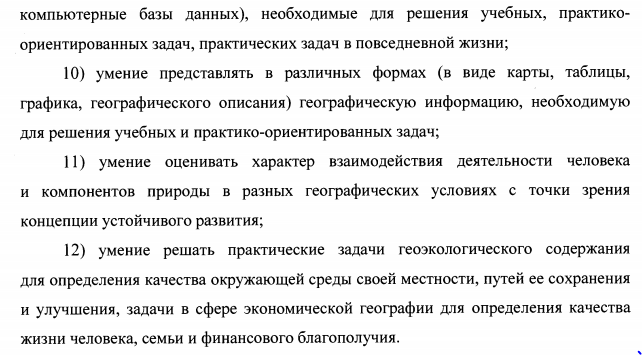 компьютерные базы данных), необходимые для решения учебных, практико-
ориентированных задач, практических задач в повседневной жизни;
10) умение представлять в различных формах (в виде карты, таблицы,
графика, географического описания) географическую информацию, необходимую
для решения учебных и практико-ориентированных задач;
11) умение оценивать характер взаимодействия деятельности человека
и компонентов природы в разных географических условиях с точки зрения
концепции устойчивого развития;
12) умение решать практические задачи геоэкологического содержания
для определения качества окружающей среды своей местности, путей ее сохранения
и улучшения, задачи в сфере экономической географии для определения качества
жизни человека, семьи и финансового благополучия.